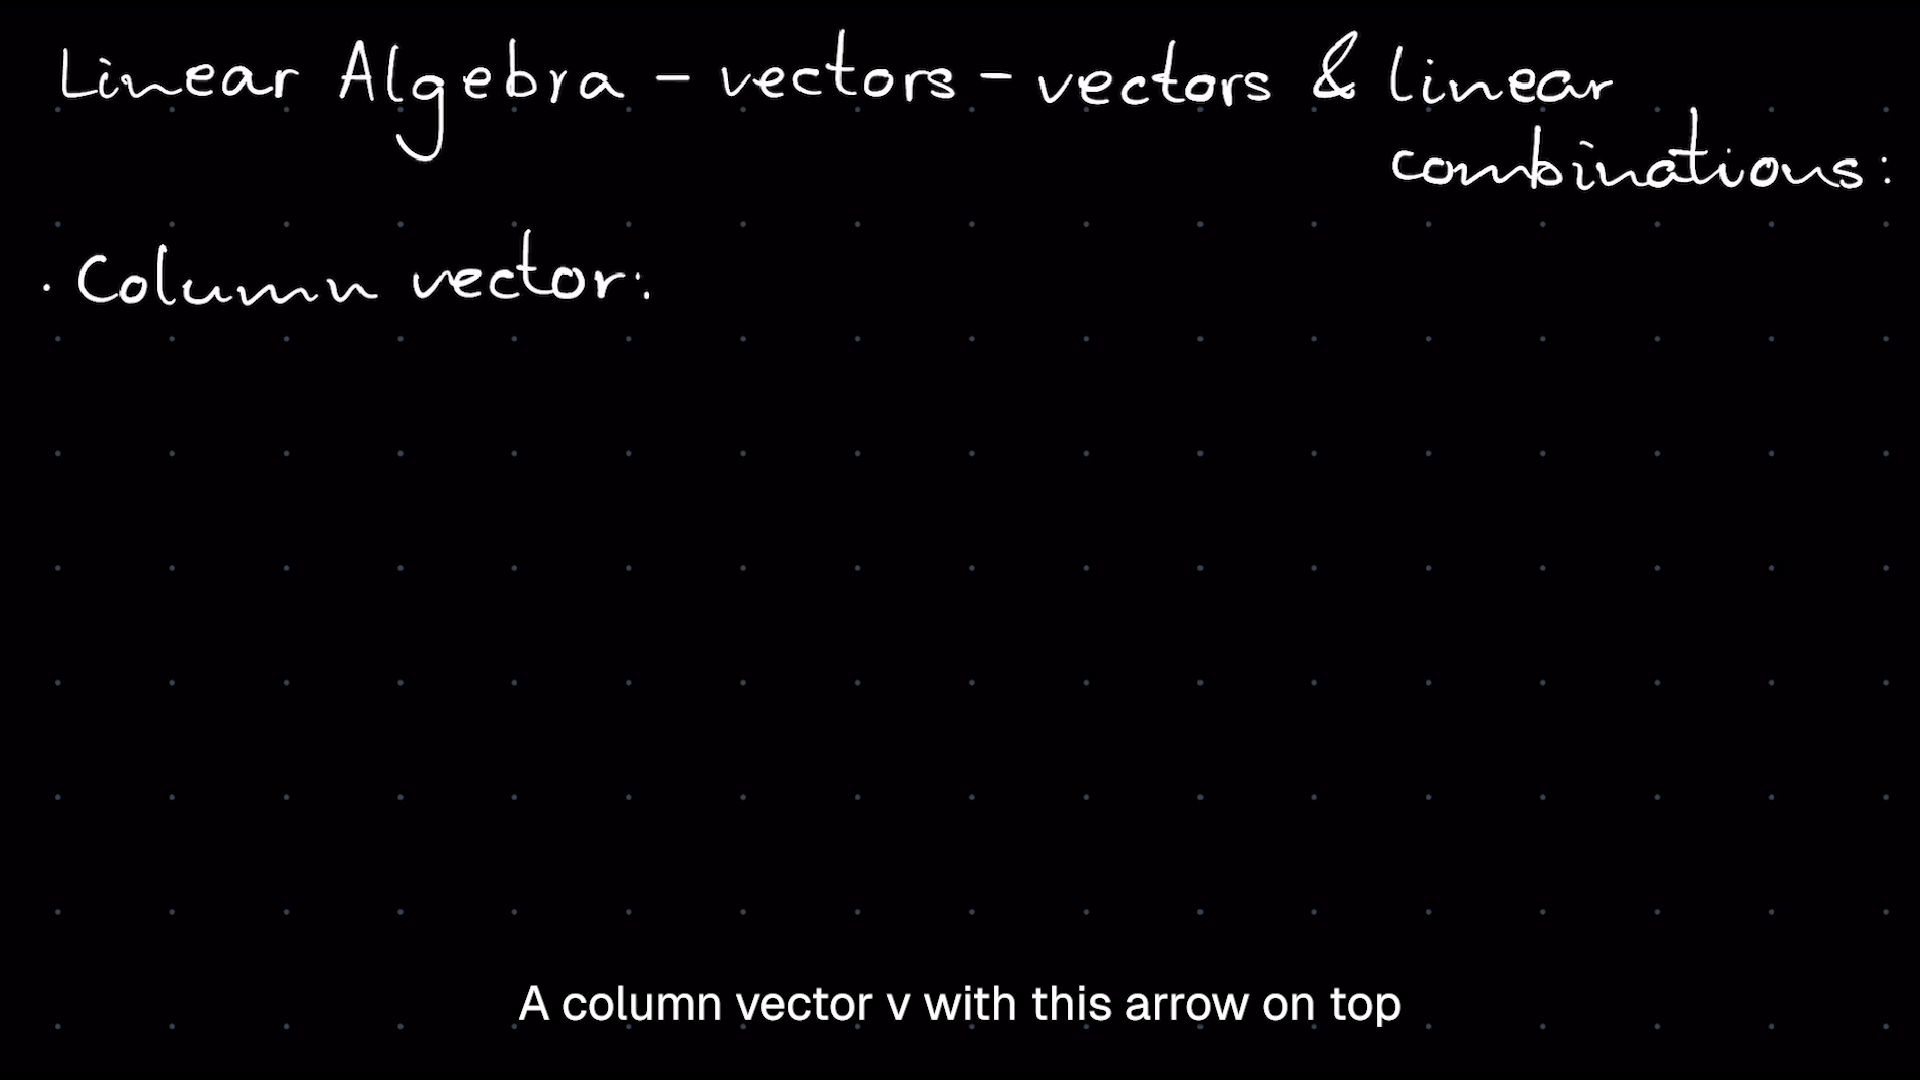 Linear Algebra - vectors - vectors & linear
combinations:
· Column vector:
A column vector v with this arrow on top